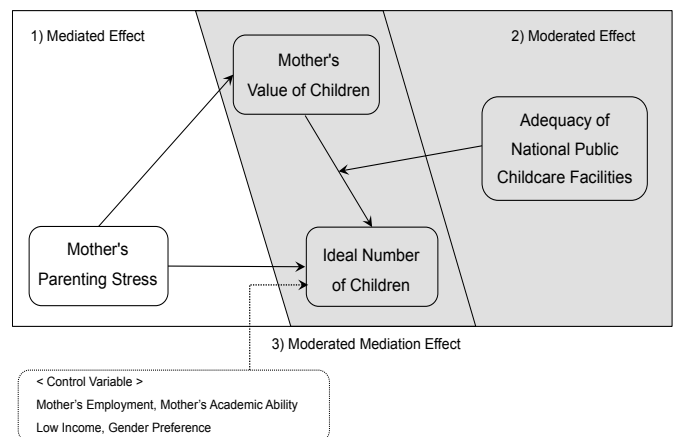 1) Mediated Effect
2) Moderated Effect
Mother's
Value of Children
Adequacy of
National Public
Childcare Facilities
Mother's
Parenting Stress
Ideal Number
of Children
3) Moderated Mediation Effect
< Control Variable >
Mother’s Employment, Mother’s Academic Ability
Low Income, Gender Preference